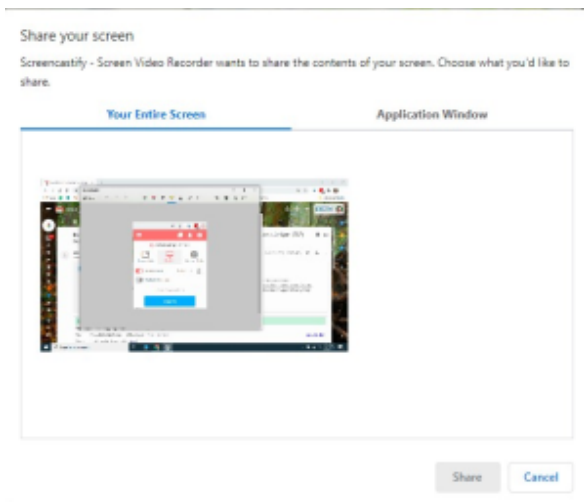 Share your screen
Screencastify - Screen Video Recorder wants to share the contents of your screen. Choose what you'd like to
share.
Your Entire Screen
Application Window
Share
Cancel